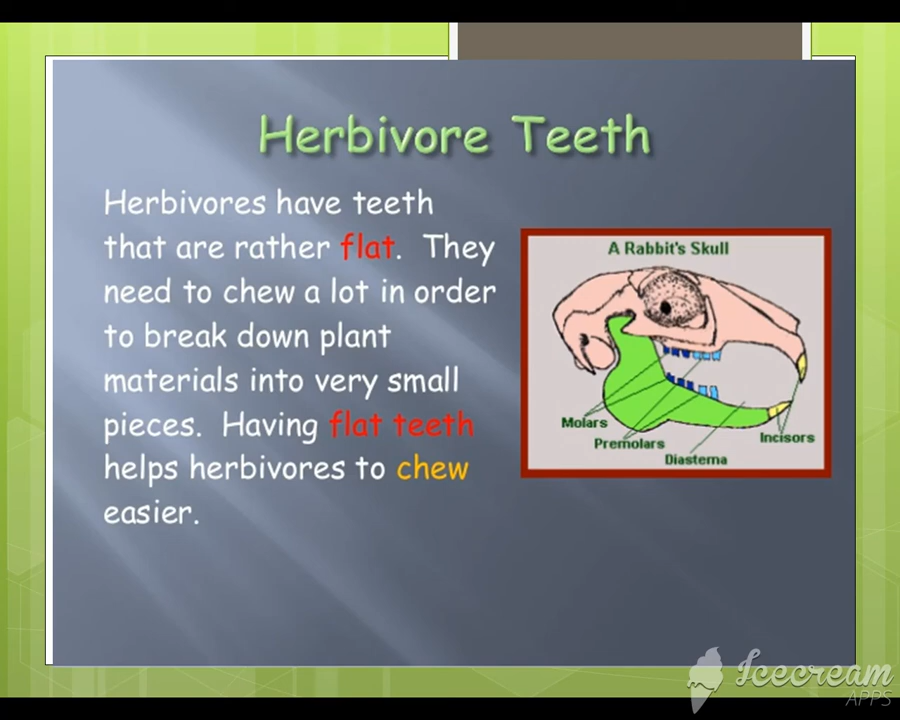 Herbivore Teeth
Herbivores have teeth
that are rather flat. They
need to chew a lot in order
to break down plant
materials into very small
pieces. Having flat teeth
helps herbivores to chew
easier.
A Rabbit's Skull
Molars
Premolars
Diastema
Incisors
Icecream
APPS